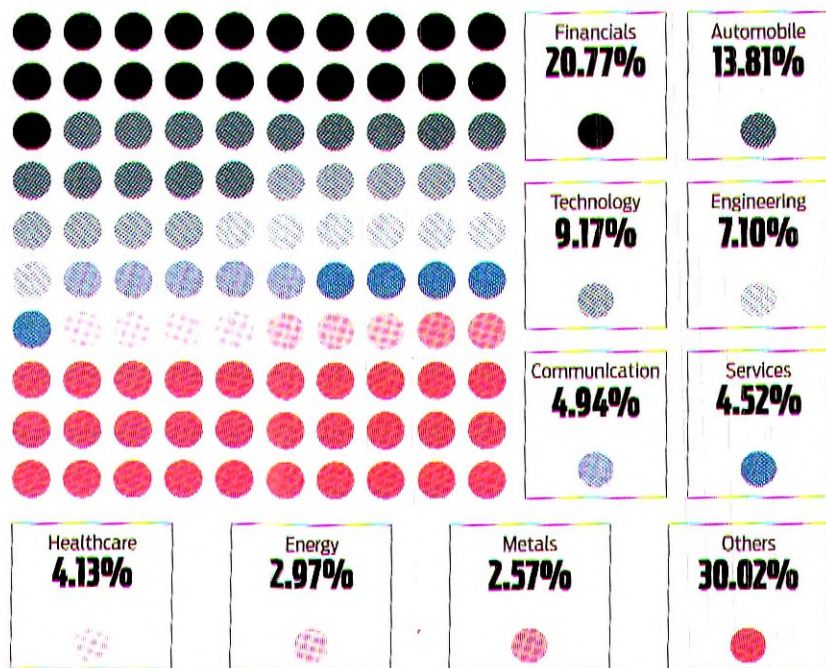 Financials
20.77%
Automobile
13.81%
Technology
9.17%
Engineering
7.10%
Communication
4.94%
Services
4.52%
Healthcare
4.13%
Energy
2.97%
Metals
2.57%
Others
30.02%